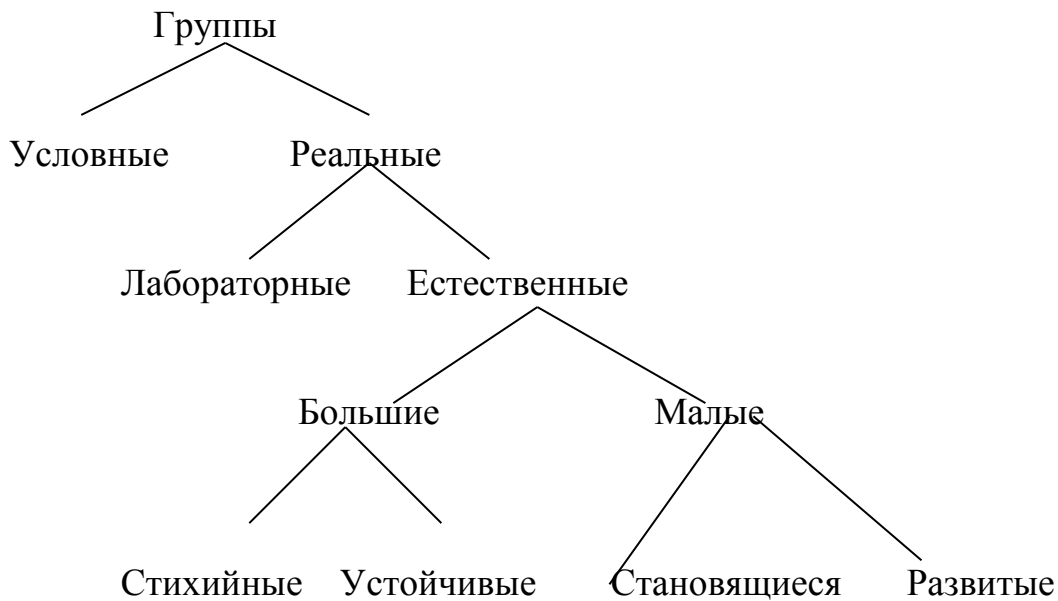 Группы
Условные Реальные
Лабораторные Естественные
Большие Малые
Стихийные Устойчивые Становящиеся Развитые